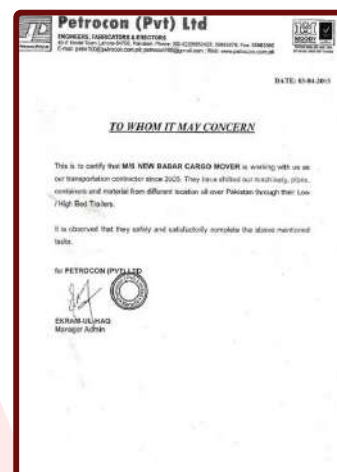 Petrocon (Pvt) Ltd
ENGINEERS, FABRICATORS & ERECTORS
MOODY
DATE: 03-04-2015
TO WHOM IT MAY CONCERN
This is to certify that M/S NEW BABAR CARGO MOVER is working with us as
our transportation contractor since 2005. They have shifted our machinery, pipes,
containers and material from different location all over Pakistan through their Low
/ High Bed Trailers.
It is observed that they safely and satisfactorily complete the above mentioned
tasks.
for PETROCON (PVT) LTD
EKRAM-UL-HAQ
Manager Admin